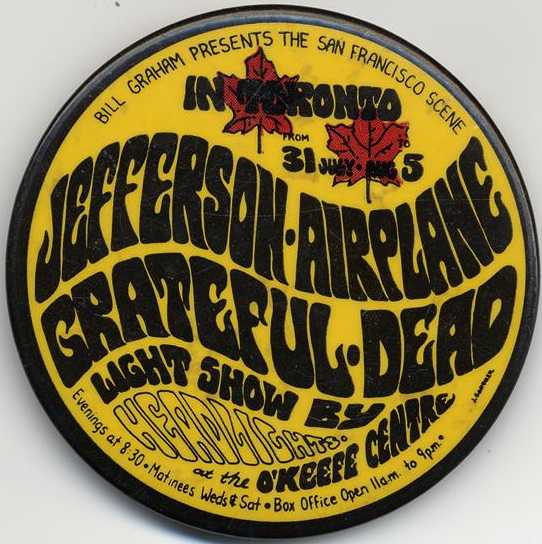 BILL GRAHAM PRESENTS THE SAN FRANCISCO SCENE
IN TORONTO
FROM TO
31 JULY • AUG 5
JEFFERSON • AIRPLANE
GRATEFUL • DEAD
LIGHT SHOW BY
HEADLIGHTS.
at the O'KEEFE CENTRE
Evenings at 8:30 • Matinees Weds & Sat • Box Office Open 11am. to 9pm. •